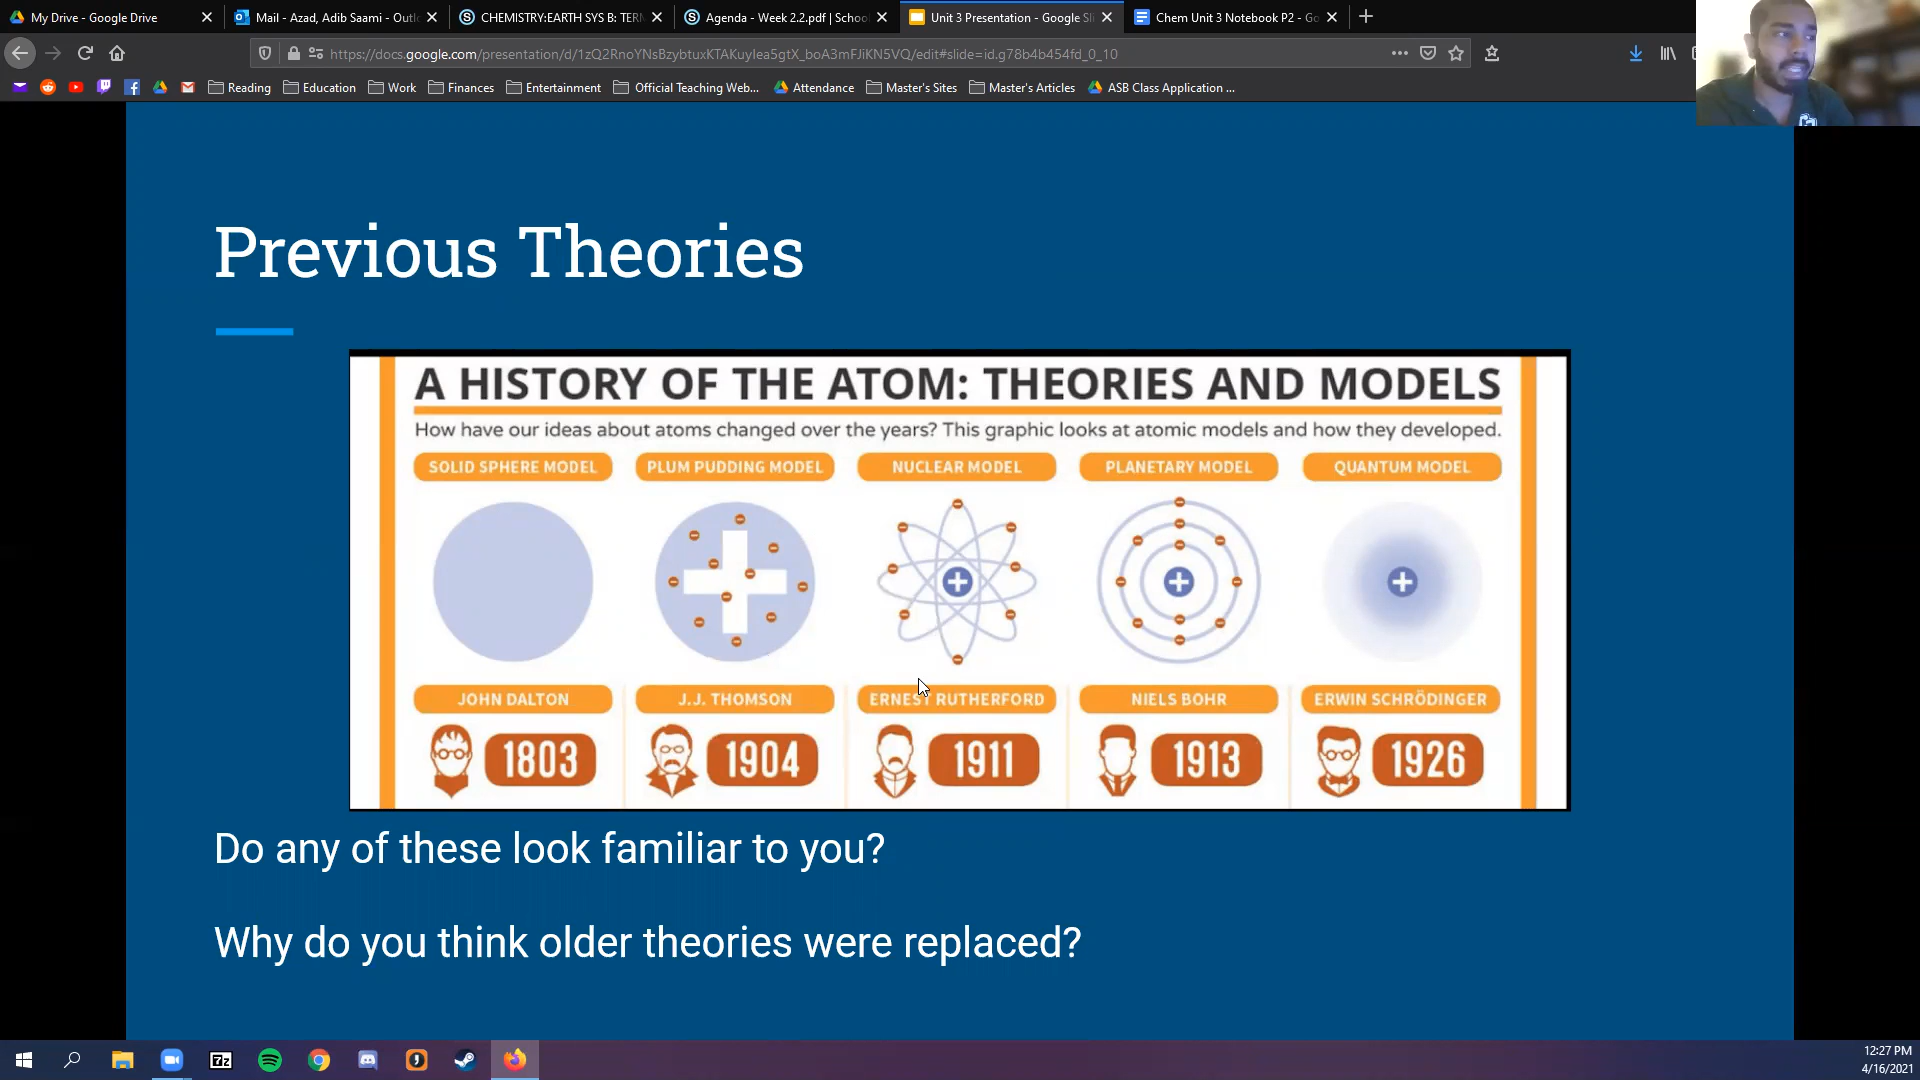 My Drive - Google Drive
Mail - Azad, Adib Saami - Outl
CHEMISTRY:EARTH SYS B: TERM
Agenda - Week 2.2.pdf | School
Unit 3 Presentation - Google Sl
Chem Unit 3 Notebook P2 - Go
https://docs.google.com/presentation/d/1zQ2RnoYNsBzybtuxKTAKuyIea5gtX_boA3mFJiKN5VQ/edit#slide=id.g78b4b454fd_0_10
Reading
Education
Work
Finances
Entertainment
Official Teaching Web...
Attendance
Master's Sites
Master's Articles
ASB Class Application ...
Previous Theories
A HISTORY OF THE ATOM: THEORIES AND MODELS
How have our ideas about atoms changed over the years? This graphic looks at atomic models and how they developed.
SOLID SPHERE MODEL
PLUM PUDDING MODEL
NUCLEAR MODEL
PLANETARY MODEL
QUANTUM MODEL
JOHN DALTON
J.J. THOMSON
ERNEST RUTHERFORD
NIELS BOHR
ERWIN SCHRÖDINGER
1803
1904
1911
1913
1926
Do any of these look familiar to you?
Why do you think older theories were replaced?
7z
12:27 PM
4/16/2021